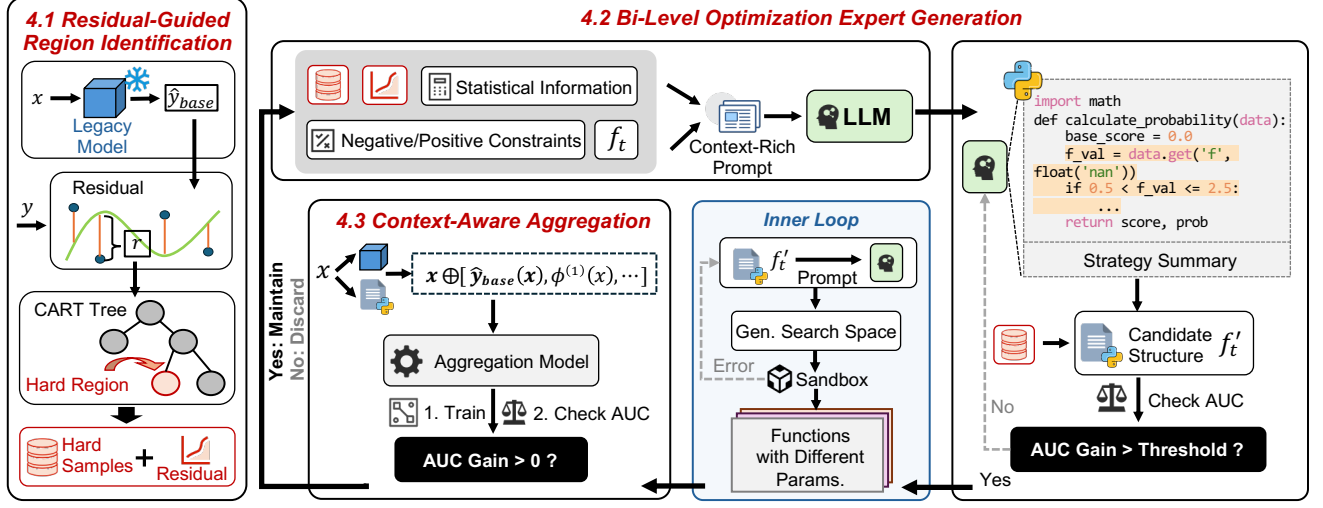 4.1 Residual-Guided
Region Identification
x
ŷ_base
Legacy
Model
Residual
y
r
CART Tree
Hard Region
Hard
Samples
+
Residual
4.2 Bi-Level Optimization Expert Generation
Statistical Information
Negative/Positive Constraints
f_t
Context-Rich
Prompt
LLM
import math
def calculate_probability(data):
base_score = 0.0
f_val = data.get('f',
float('nan'))
if 0.5 < f_val <= 2.5:
...
return score, prob
Strategy Summary
Candidate
Structure f′_t
Check AUC
No
AUC Gain > Threshold ?
Yes
Inner Loop
f′_t
Prompt
Gen. Search Space
Error
Sandbox
Functions
with Different
Params.
4.3 Context-Aware Aggregation
x
x ⊕[ ŷ_base(x), ϕ^(1)(x), ⋯]
Aggregation Model
1. Train
2. Check AUC
AUC Gain > 0 ?
Yes: Maintain
No: Discard